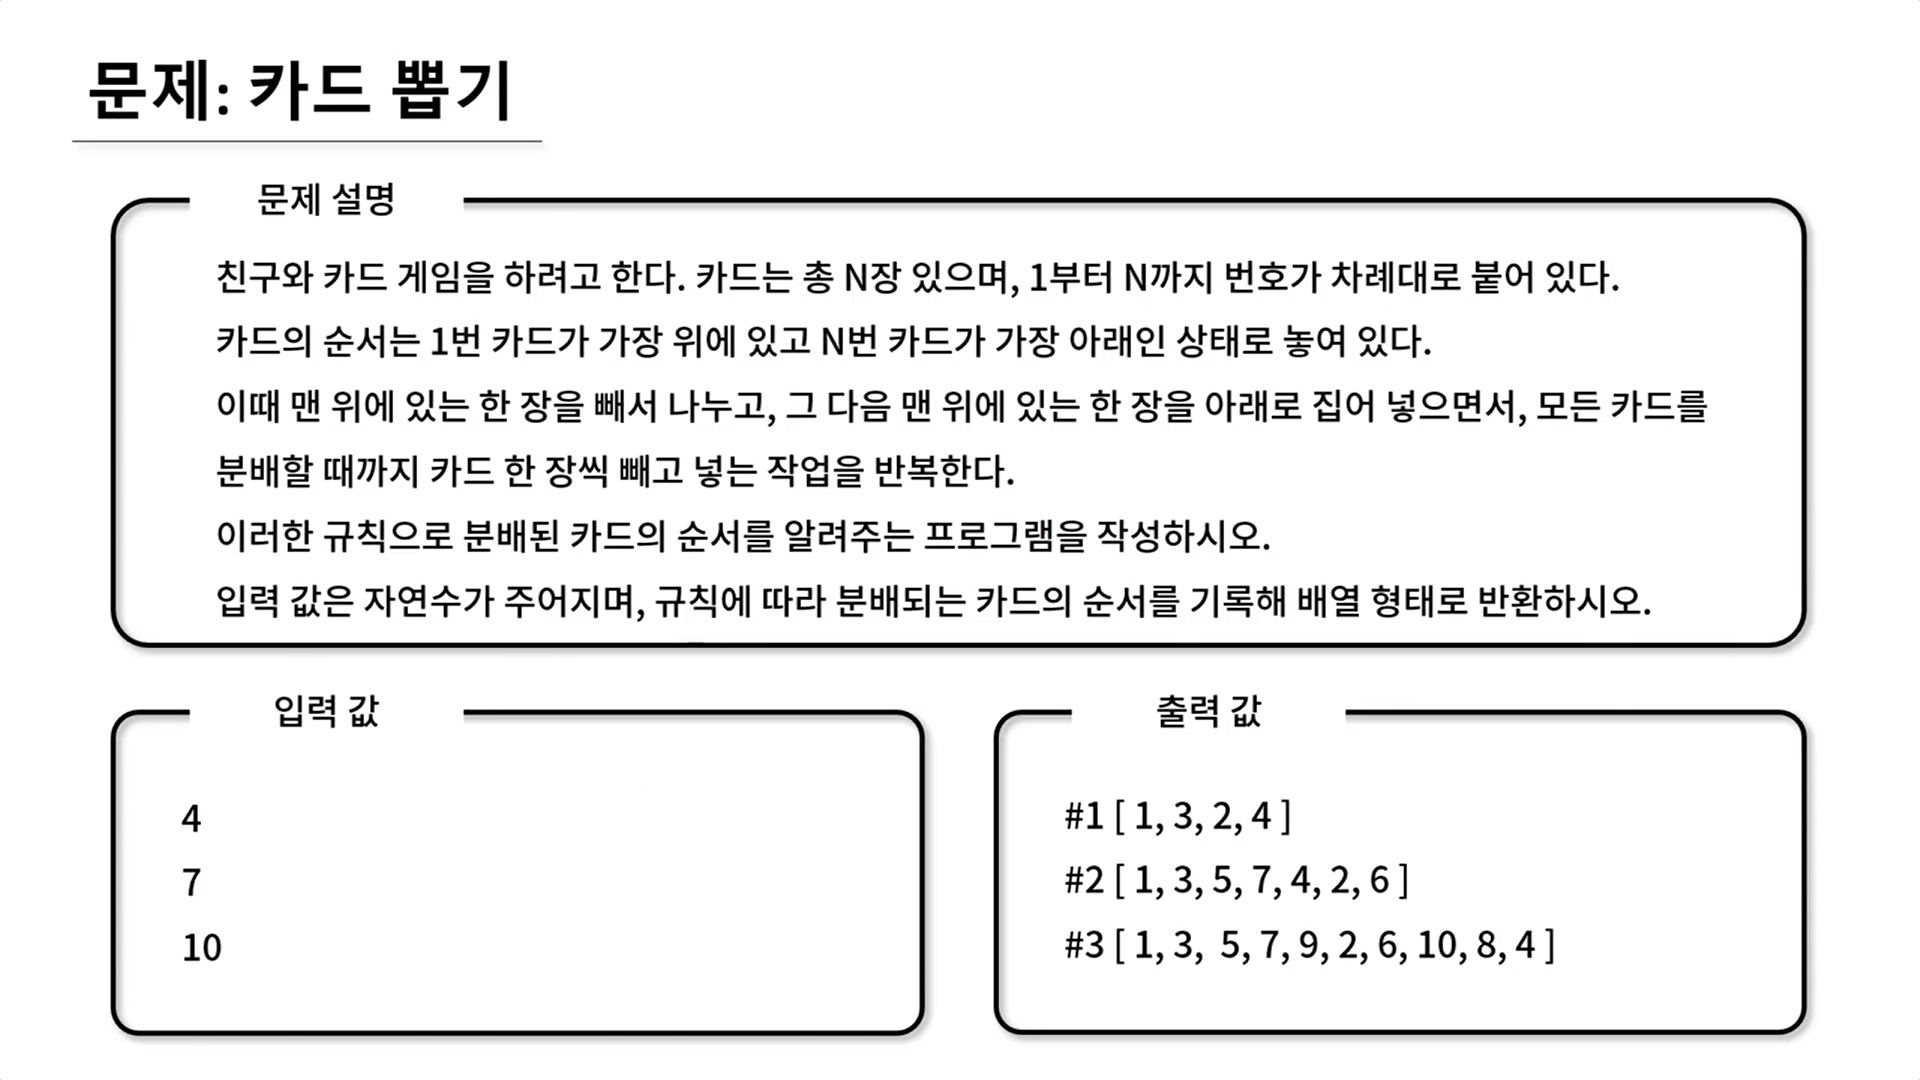 문제: 카드 뽑기
문제 설명
친구와 카드 게임을 하려고 한다. 카드는 총 N장 있으며, 1부터 N까지 번호가 차례대로 붙어 있다.
카드의 순서는 1번 카드가 가장 위에 있고 N번 카드가 가장 아래인 상태로 놓여 있다.
이때 맨 위에 있는 한 장을 빼서 나누고, 그 다음 맨 위에 있는 한 장을 아래로 집어 넣으면서, 모든 카드를
분배할 때까지 카드 한 장씩 빼고 넣는 작업을 반복한다.
이러한 규칙으로 분배된 카드의 순서를 알려주는 프로그램을 작성하시오.
입력 값은 자연수가 주어지며, 규칙에 따라 분배되는 카드의 순서를 기록해 배열 형태로 반환하시오.
입력 값
4
7
10
출력 값
#1 [ 1, 3, 2, 4 ]
#2 [ 1, 3, 5, 7, 4, 2, 6 ]
#3 [ 1, 3,  5, 7, 9, 2, 6, 10, 8, 4 ]